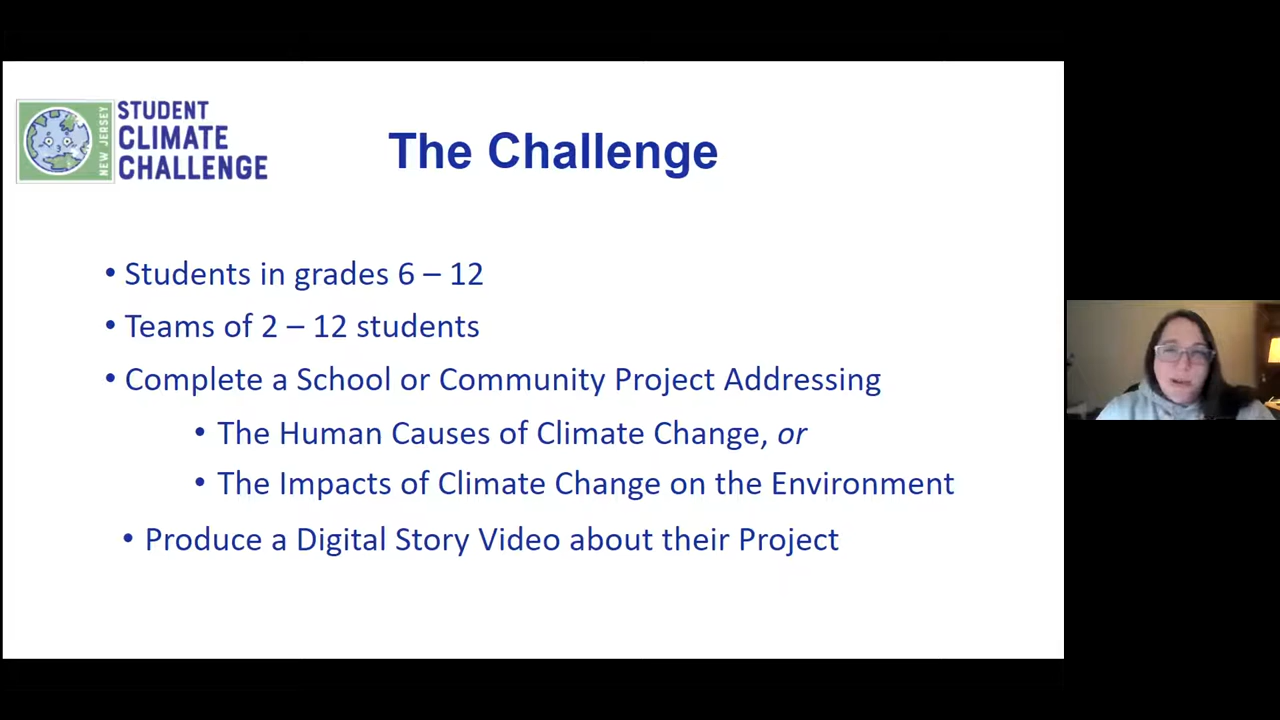 STUDENT
CLIMATE
CHALLENGE
NEW JERSEY
The Challenge
• Students in grades 6 – 12
• Teams of 2 – 12 students
• Complete a School or Community Project Addressing
• The Human Causes of Climate Change, or
• The Impacts of Climate Change on the Environment
• Produce a Digital Story Video about their Project